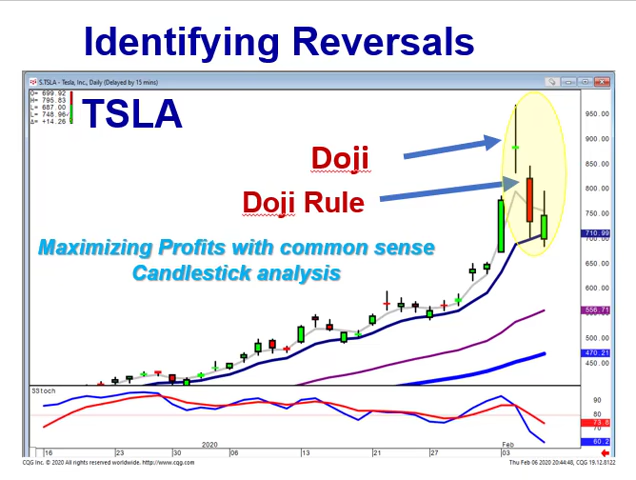 Identifying Reversals
S.TSLA - Tesla, Inc., Daily (Delayed by 15 mins)
O= 699.92
H= 795.83
L= 687.00
L= 748.96
Δ= +14.26
TSLA
Doji
Doji Rule
Maximizing Profits with common sense
Candlestick analysis
950.00
900.00
850.00
800.00
750.00
710.99
700.00
650.00
600.00
550.71
500.00
470.21
450.00
SStoch
90
80
73.8
70
60.2
16
23
30
2020
06
13
21
27
Feb
03
CQG Inc. © 2020 All rights reserved worldwide. http://www.cqg.com
Thu Feb 06 2020 20:44:48, CQG 19.12.8122